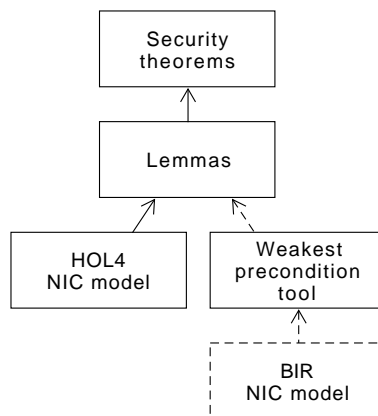 Security
theorems
Lemmas
HOL4
NIC model
Weakest
precondition
tool
BIR
NIC model